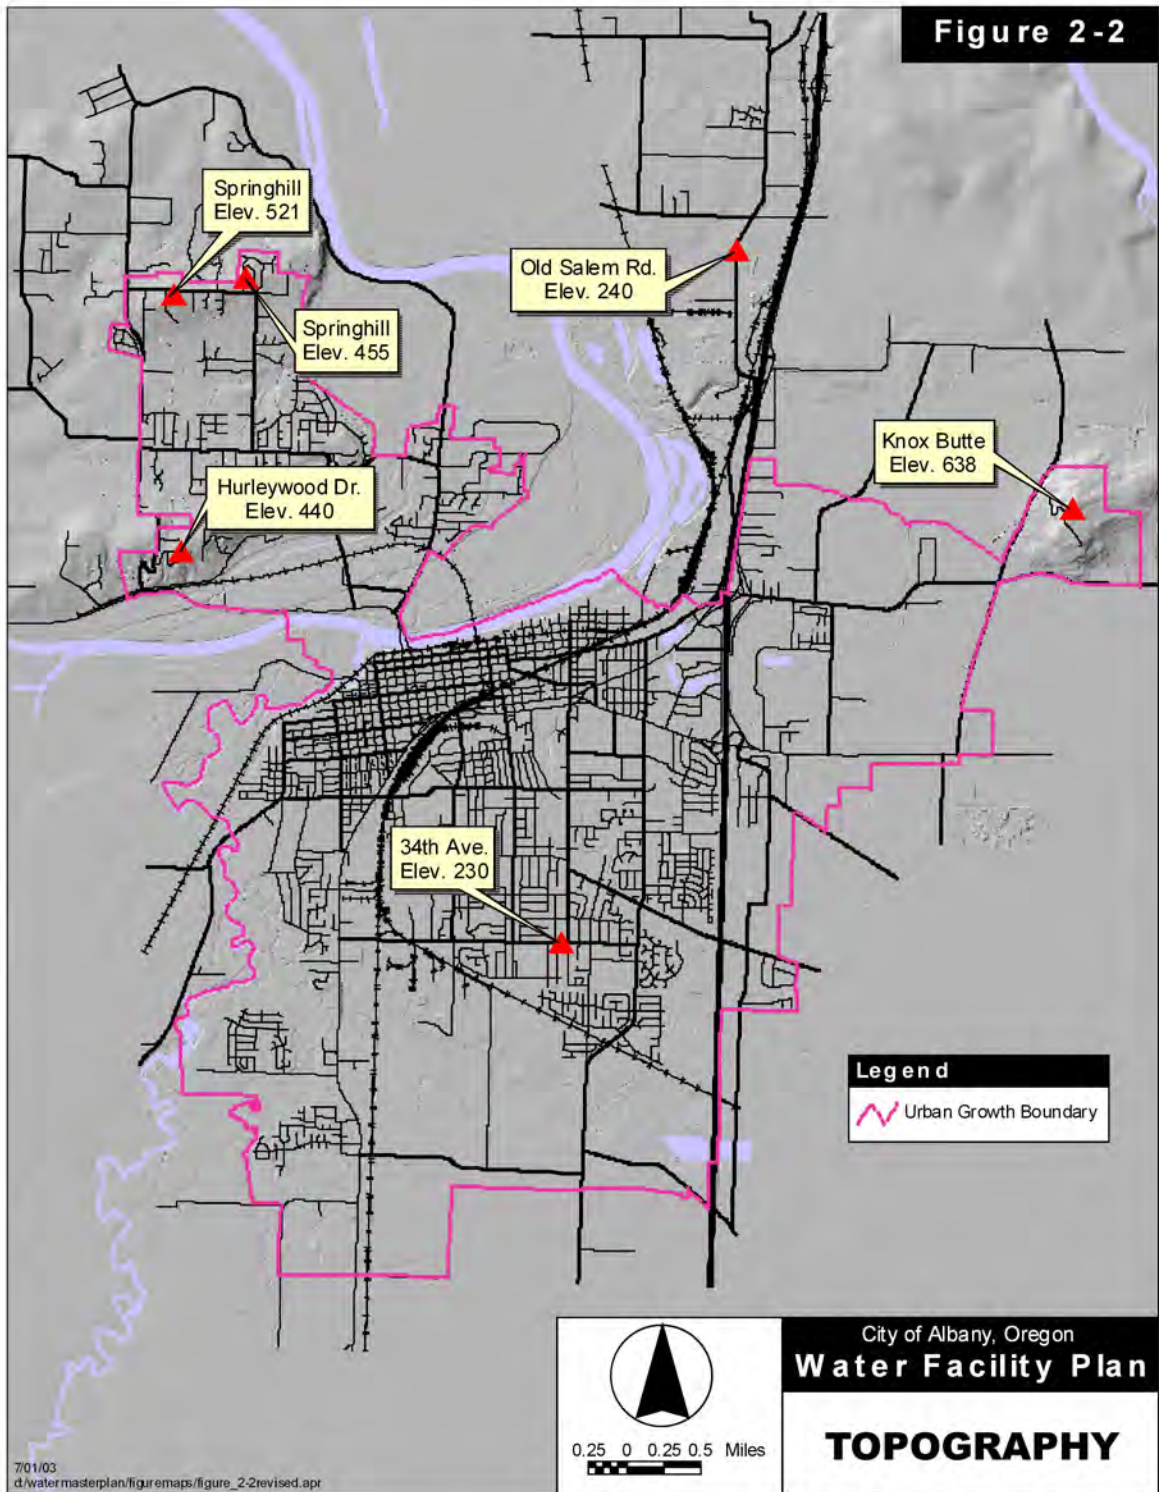 Figure 2-2
Springhill
Elev. 521
Old Salem Rd.
Elev. 240
Springhill
Elev. 455
Knox Butte
Elev. 638
Hurleywood Dr.
Elev. 440
34th Ave.
Elev. 230
Legend
Urban Growth Boundary
City of Albany, Oregon
Water Facility Plan
TOPOGRAPHY
0.25 0 0.25 0.5 Miles
7/01/03
d:/watermasterplan/figuremaps/figure_2-2revised.apr